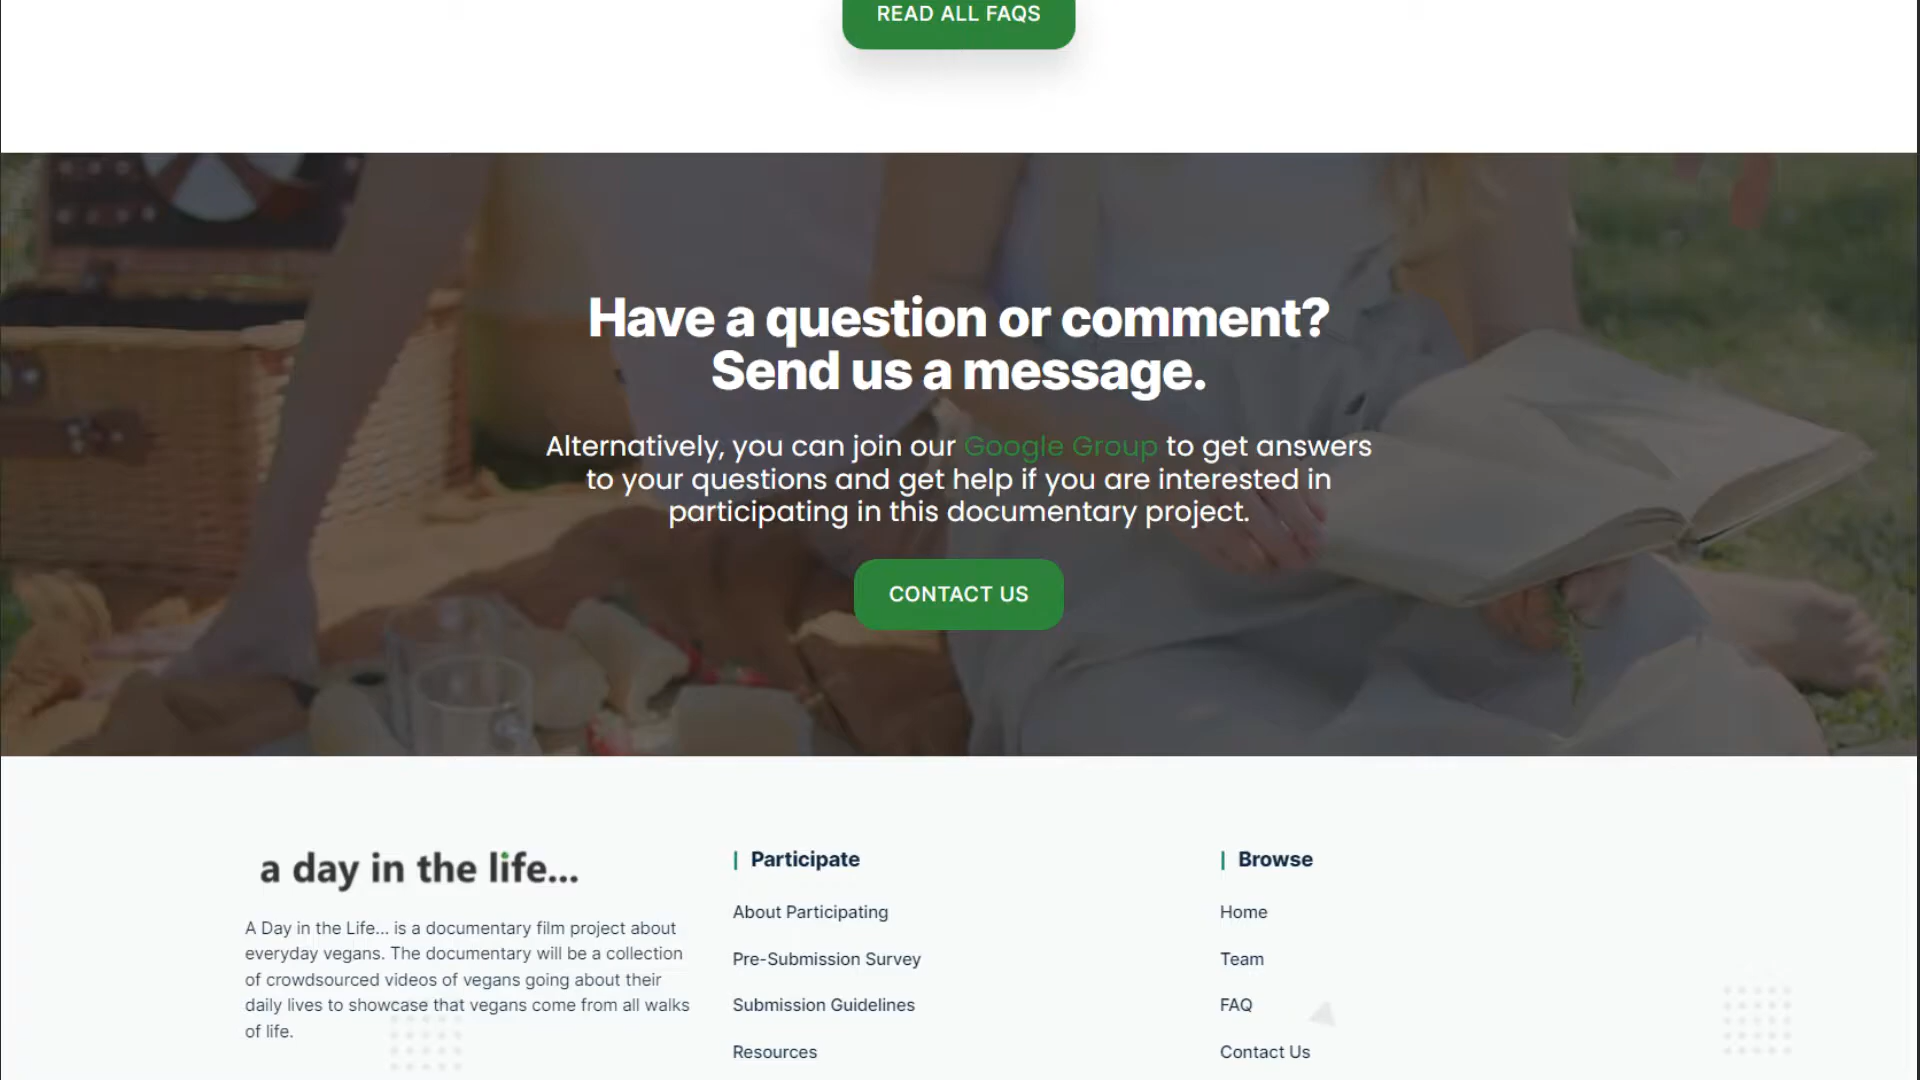 READ ALL FAQS
Have a question or comment?
Send us a message.
Alternatively, you can join our Google Group to get answers
to your questions and get help if you are interested in
participating in this documentary project.
CONTACT US
a day in the life...
A Day in the Life... is a documentary film project about
everyday vegans. The documentary will be a collection
of crowdsourced videos of vegans going about their
daily lives to showcase that vegans come from all walks
of life.
Participate
About Participating
Pre-Submission Survey
Submission Guidelines
Resources
Browse
Home
Team
FAQ
Contact Us